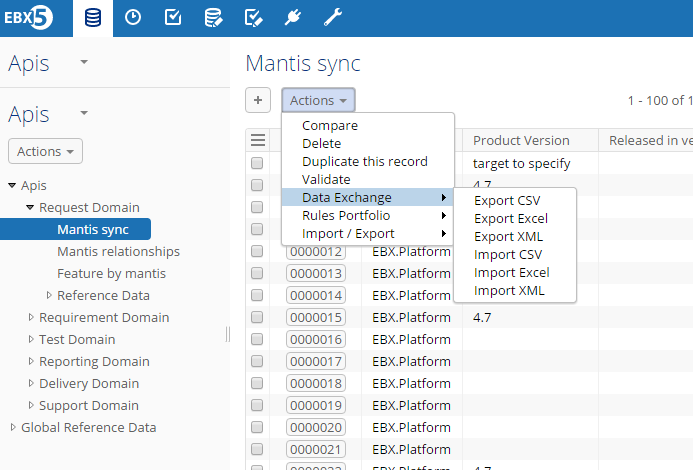 EBX5
Apis
Apis
Actions
Apis
Request Domain
Mantis sync
Mantis relationships
Feature by mantis
Reference Data
Requirement Domain
Test Domain
Reporting Domain
Delivery Domain
Support Domain
Global Reference Data
Mantis sync
+ Actions
1 - 100 of 1
Compare
Delete
Duplicate this record
Validate
Data Exchange
Rules Portfolio
Import / Export
Export CSV
Export Excel
Export XML
Import CSV
Import Excel
Import XML
Product Version Released in ve
target to specify
4.7
0000012 EBX.Platform
0000013 EBX.Platform
0000014 EBX.Platform
0000015 EBX.Platform 4.7
0000016 EBX.Platform
0000017 EBX.Platform
0000018 EBX.Platform
0000019 EBX.Platform
0000020 EBX.Platform
0000021 EBX.Platform